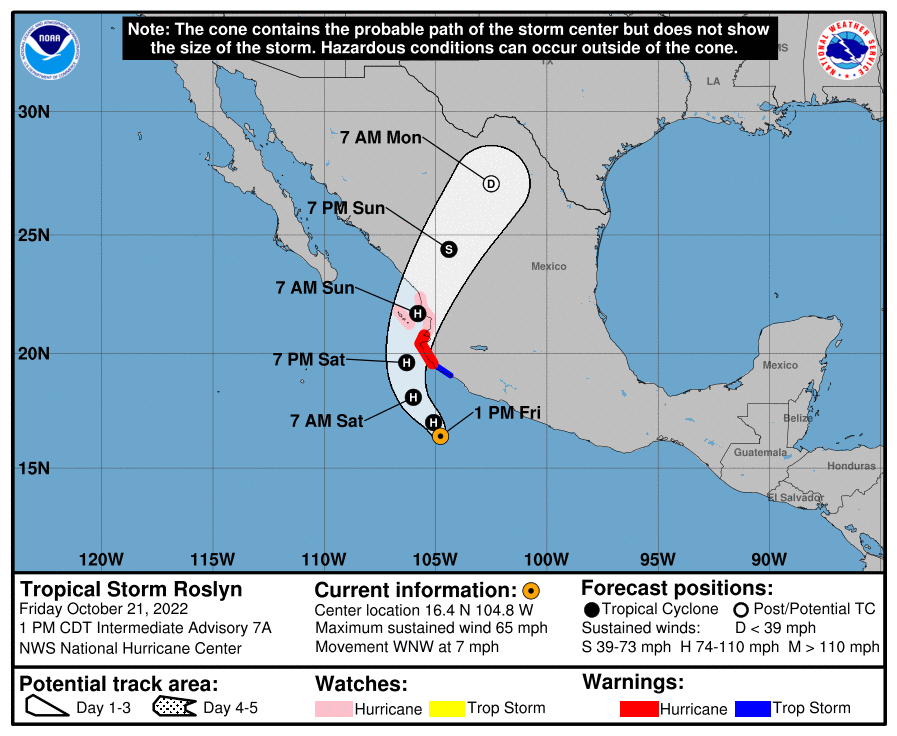 Note: The cone contains the probable path of the storm center but does not show
the size of the storm. Hazardous conditions can occur outside of the cone.
NOAA
NATIONAL WEATHER SERVICE
TX
MS
LA
30N
25N
20N
15N
7 AM Mon
7 PM Sun
7 AM Sun
7 PM Sat
7 AM Sat
1 PM Fri
D
S
H
H
H
H
Mexico
Mexico
Belize
Guatemala
Honduras
El Salvador
120W 115W 110W 105W 100W 95W 90W
Tropical Storm Roslyn
Friday October 21, 2022
1 PM CDT Intermediate Advisory 7A
NWS National Hurricane Center
Current information:
Center location 16.4 N 104.8 W
Maximum sustained wind 65 mph
Movement WNW at 7 mph
Forecast positions:
Tropical Cyclone Post/Potential TC
Sustained winds: D < 39 mph
S 39-73 mph H 74-110 mph M > 110 mph
Potential track area:
Day 1-3 Day 4-5
Watches:
Hurricane Trop Storm
Warnings:
Hurricane Trop Storm